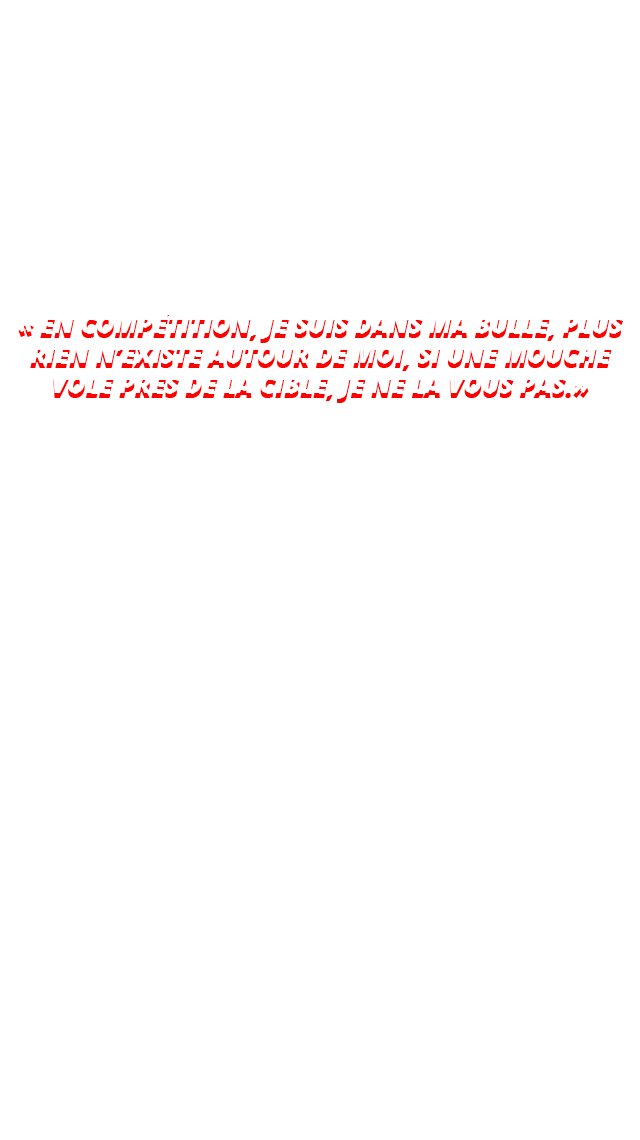 « EN COMPÉTITION, JE SUIS DANS MA BULLE, PLUS
RIEN N’EXISTE AUTOUR DE MOI, SI UNE MOUCHE
VOLE PRES DE LA CIBLE, JE NE LA VOUS PAS.»